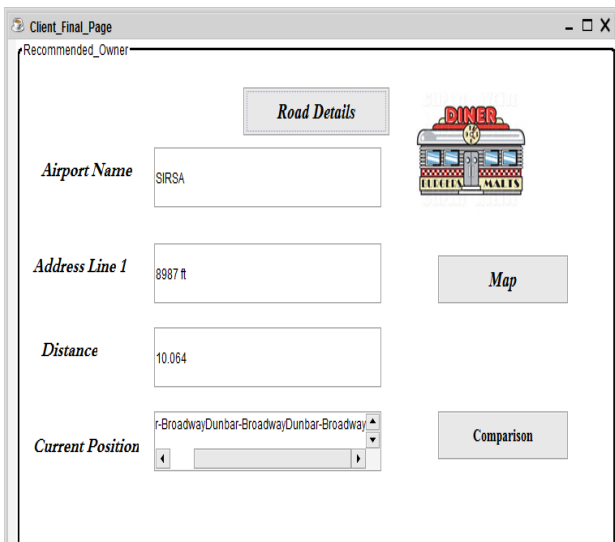 Client_Final_Page
Recommended_Owner
Road Details
DINER
BURGERS MALTS
Airport Name
SIRSA
Address Line 1
8987 ft
Map
Distance
10.064
Current Position
r-BroadwayDunbar-BroadwayDunbar-Broadway
Comparison